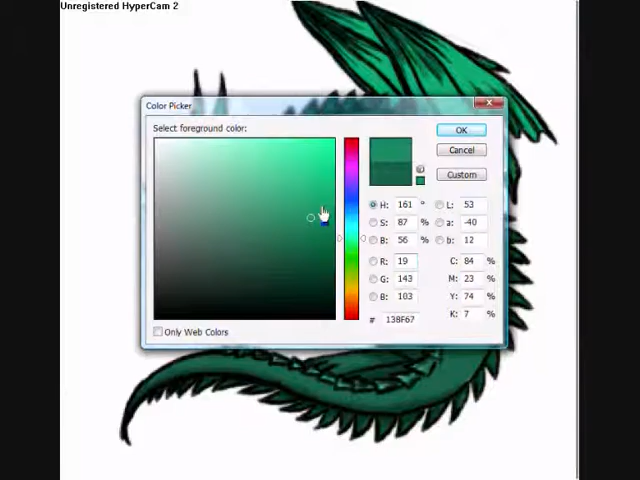 Unregistered HyperCam 2
Color Picker
Select foreground color:
OK
Cancel
Custom
H: 161 °
L: 53
S: 87 %
a: -40
B: 56 %
b: 12
R: 19
C: 84 %
G: 143
M: 23 %
B: 103
Y: 74 %
K: 7 %
# 138F67
Only Web Colors